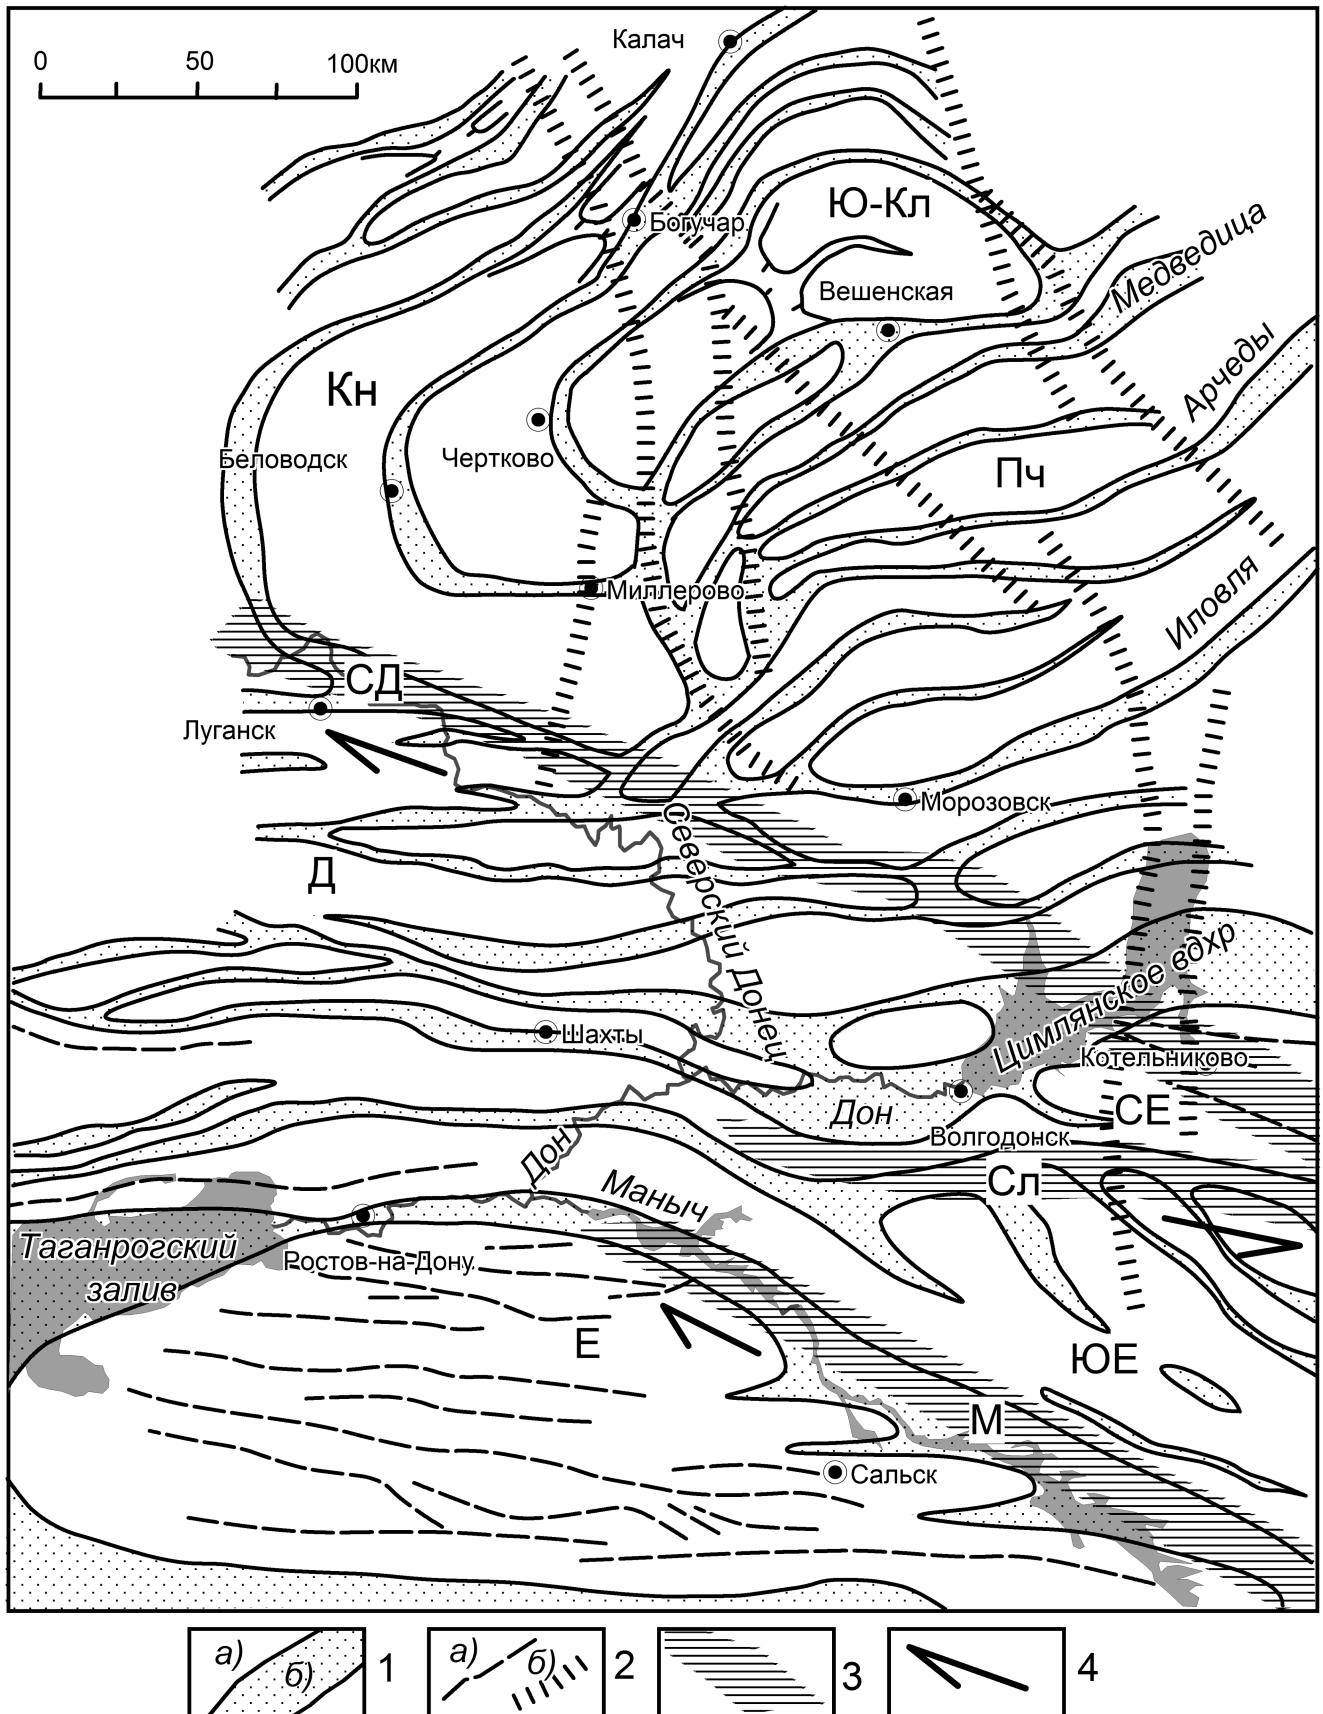 Калач
0 50 100км
Ю-Кл
Богучар
Медведица
Вешенская
Арчеды
Кн
Беловодск
Чертково
Пч
Миллерово
Иловля
СД
Луганск
Морозовск
Северский Донец
Д
Цимлянское вдхр
Шахты
Котельниково
Дон
СЕ
Волгодонск
Дон
Маныч
Сл
Таганрогский
залив
Ростов-на-Дону
Е
ЮЕ
М
Сальск
а) б) 1
а) б) 2
3
4